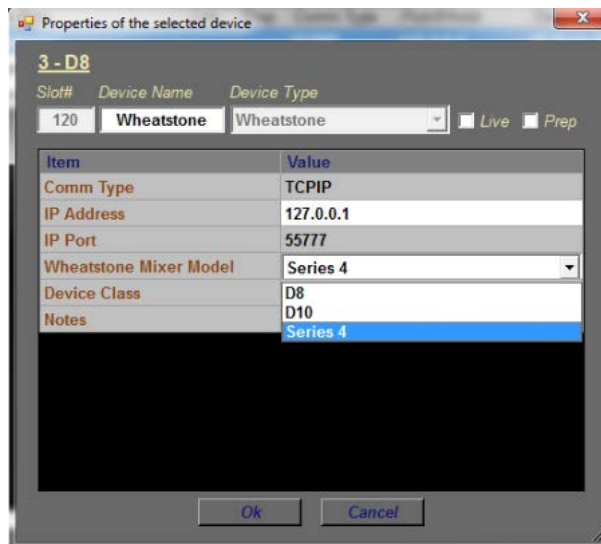 Properties of the selected device
3 - D8
Slot# Device Name Device Type
120 Wheatstone Wheatstone Live Prep
Item Value
Comm Type TCPIP
IP Address 127.0.0.1
IP Port 55777
Wheatstone Mixer Model Series 4
Device Class D8
D10
Notes
Series 4
Ok Cancel